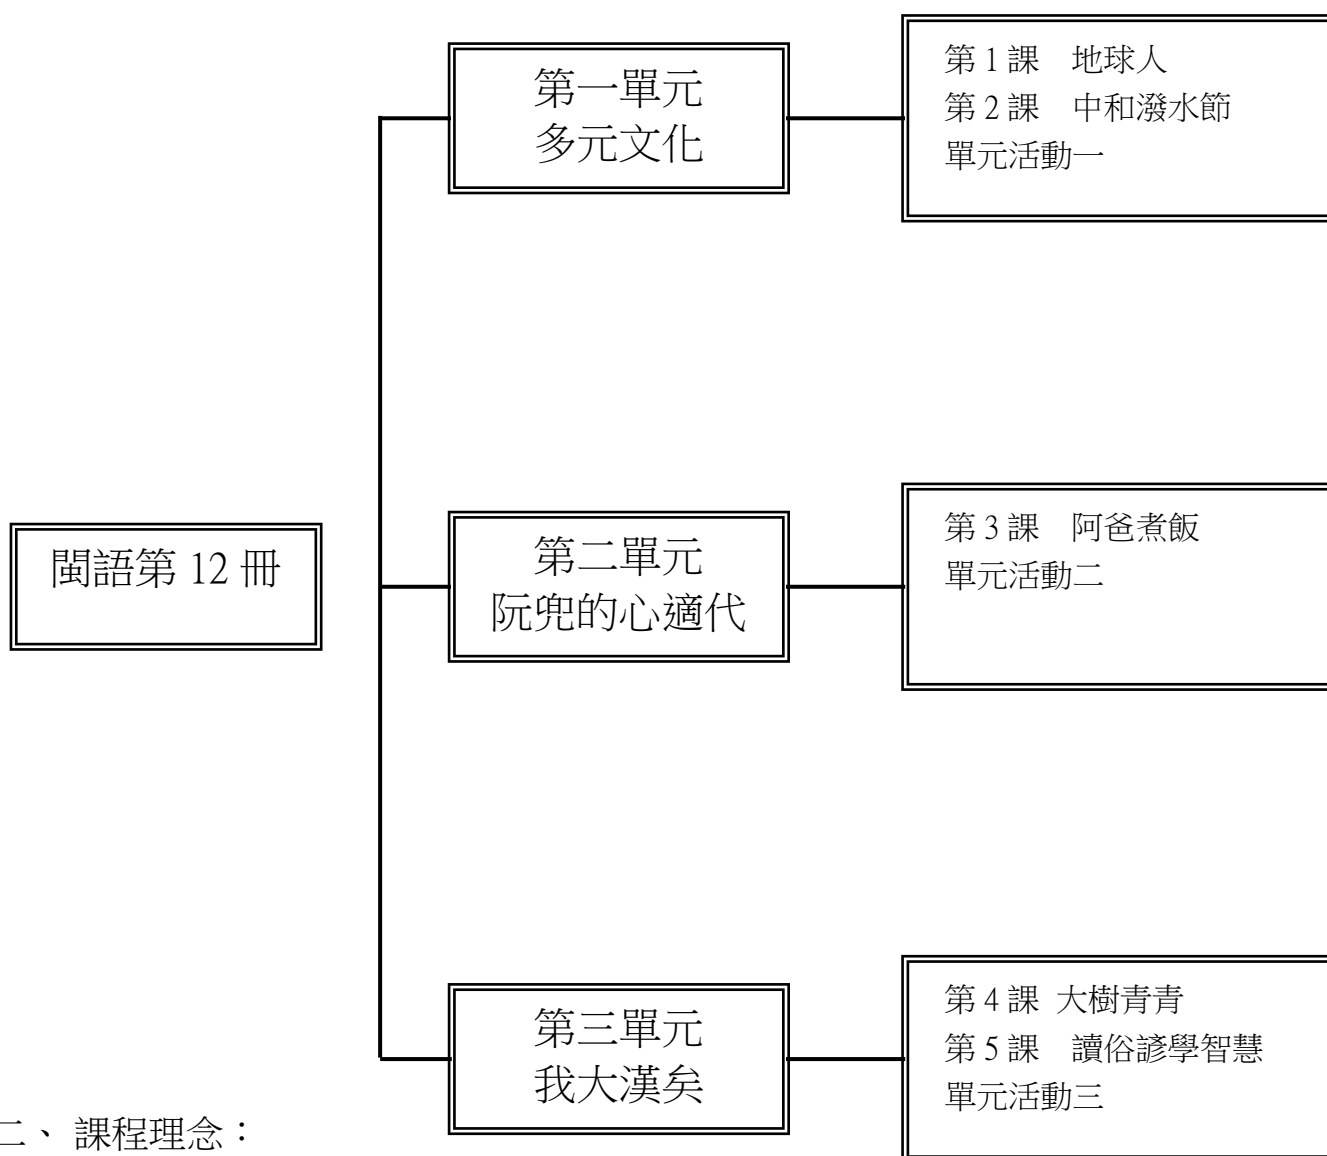 閩語第 12 冊
第一單元
多元文化
第 1 課　地球人
第 2 課　中和潑水節
單元活動一
第二單元
阮兜的心適代
第 3 課　阿爸煮飯
單元活動二
第三單元
我大漢矣
第 4 課 大樹青青
第 5 課　讀俗諺學智慧
單元活動三
二、 課程理念：